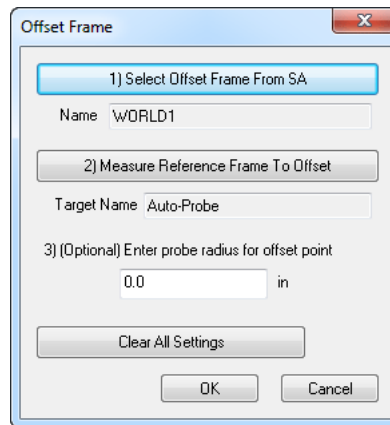 Offset Frame
1) Select Offset Frame From SA
Name WORLD1
2) Measure Reference Frame To Offset
Target Name Auto-Probe
3) (Optional) Enter probe radius for offset point
0.0 in
Clear All Settings
OK Cancel